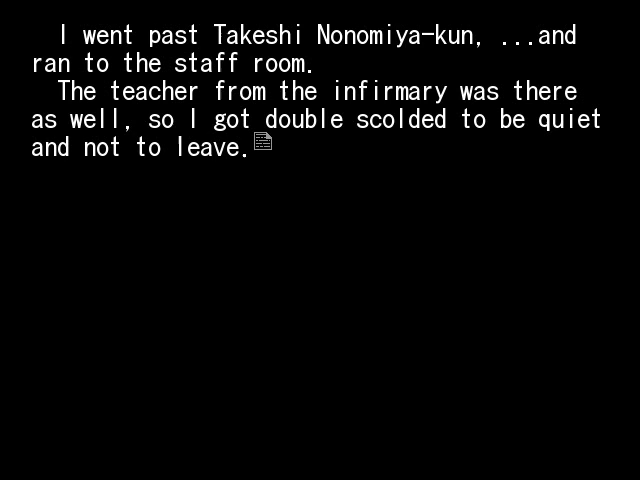 I went past Takeshi Nonomiya-kun, ...and
ran to the staff room.
The teacher from the infirmary was there
as well, so I got double scolded to be quiet
and not to leave.